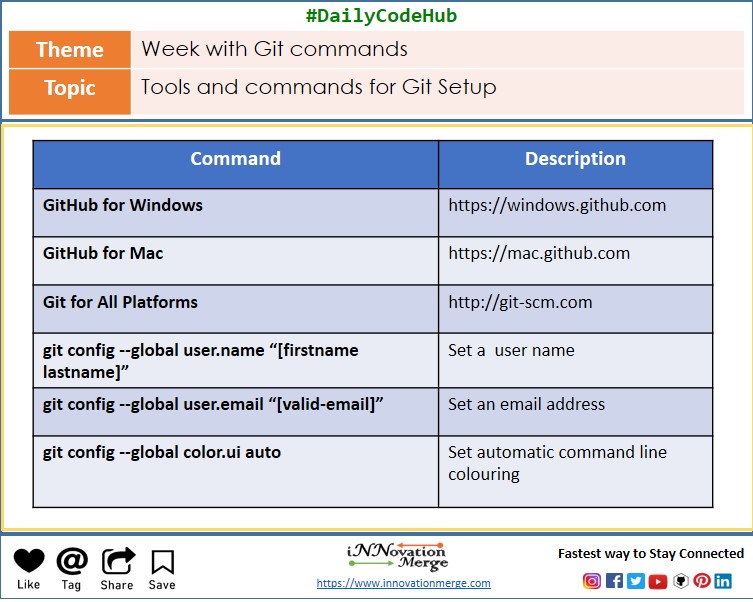 #DailyCodeHub
Theme
Week with Git commands
Topic
Tools and commands for Git Setup
Command
Description
GitHub for Windows
https://windows.github.com
GitHub for Mac
https://mac.github.com
Git for All Platforms
http://git-scm.com
git config --global user.name “[firstname
lastname]”
Set a  user name
git config --global user.email “[valid-email]”
Set an email address
git config --global color.ui auto
Set automatic command line
colouring
Like
Tag
Share
Save
iNNovation
Merge
https://www.innovationmerge.com
Fastest way to Stay Connected